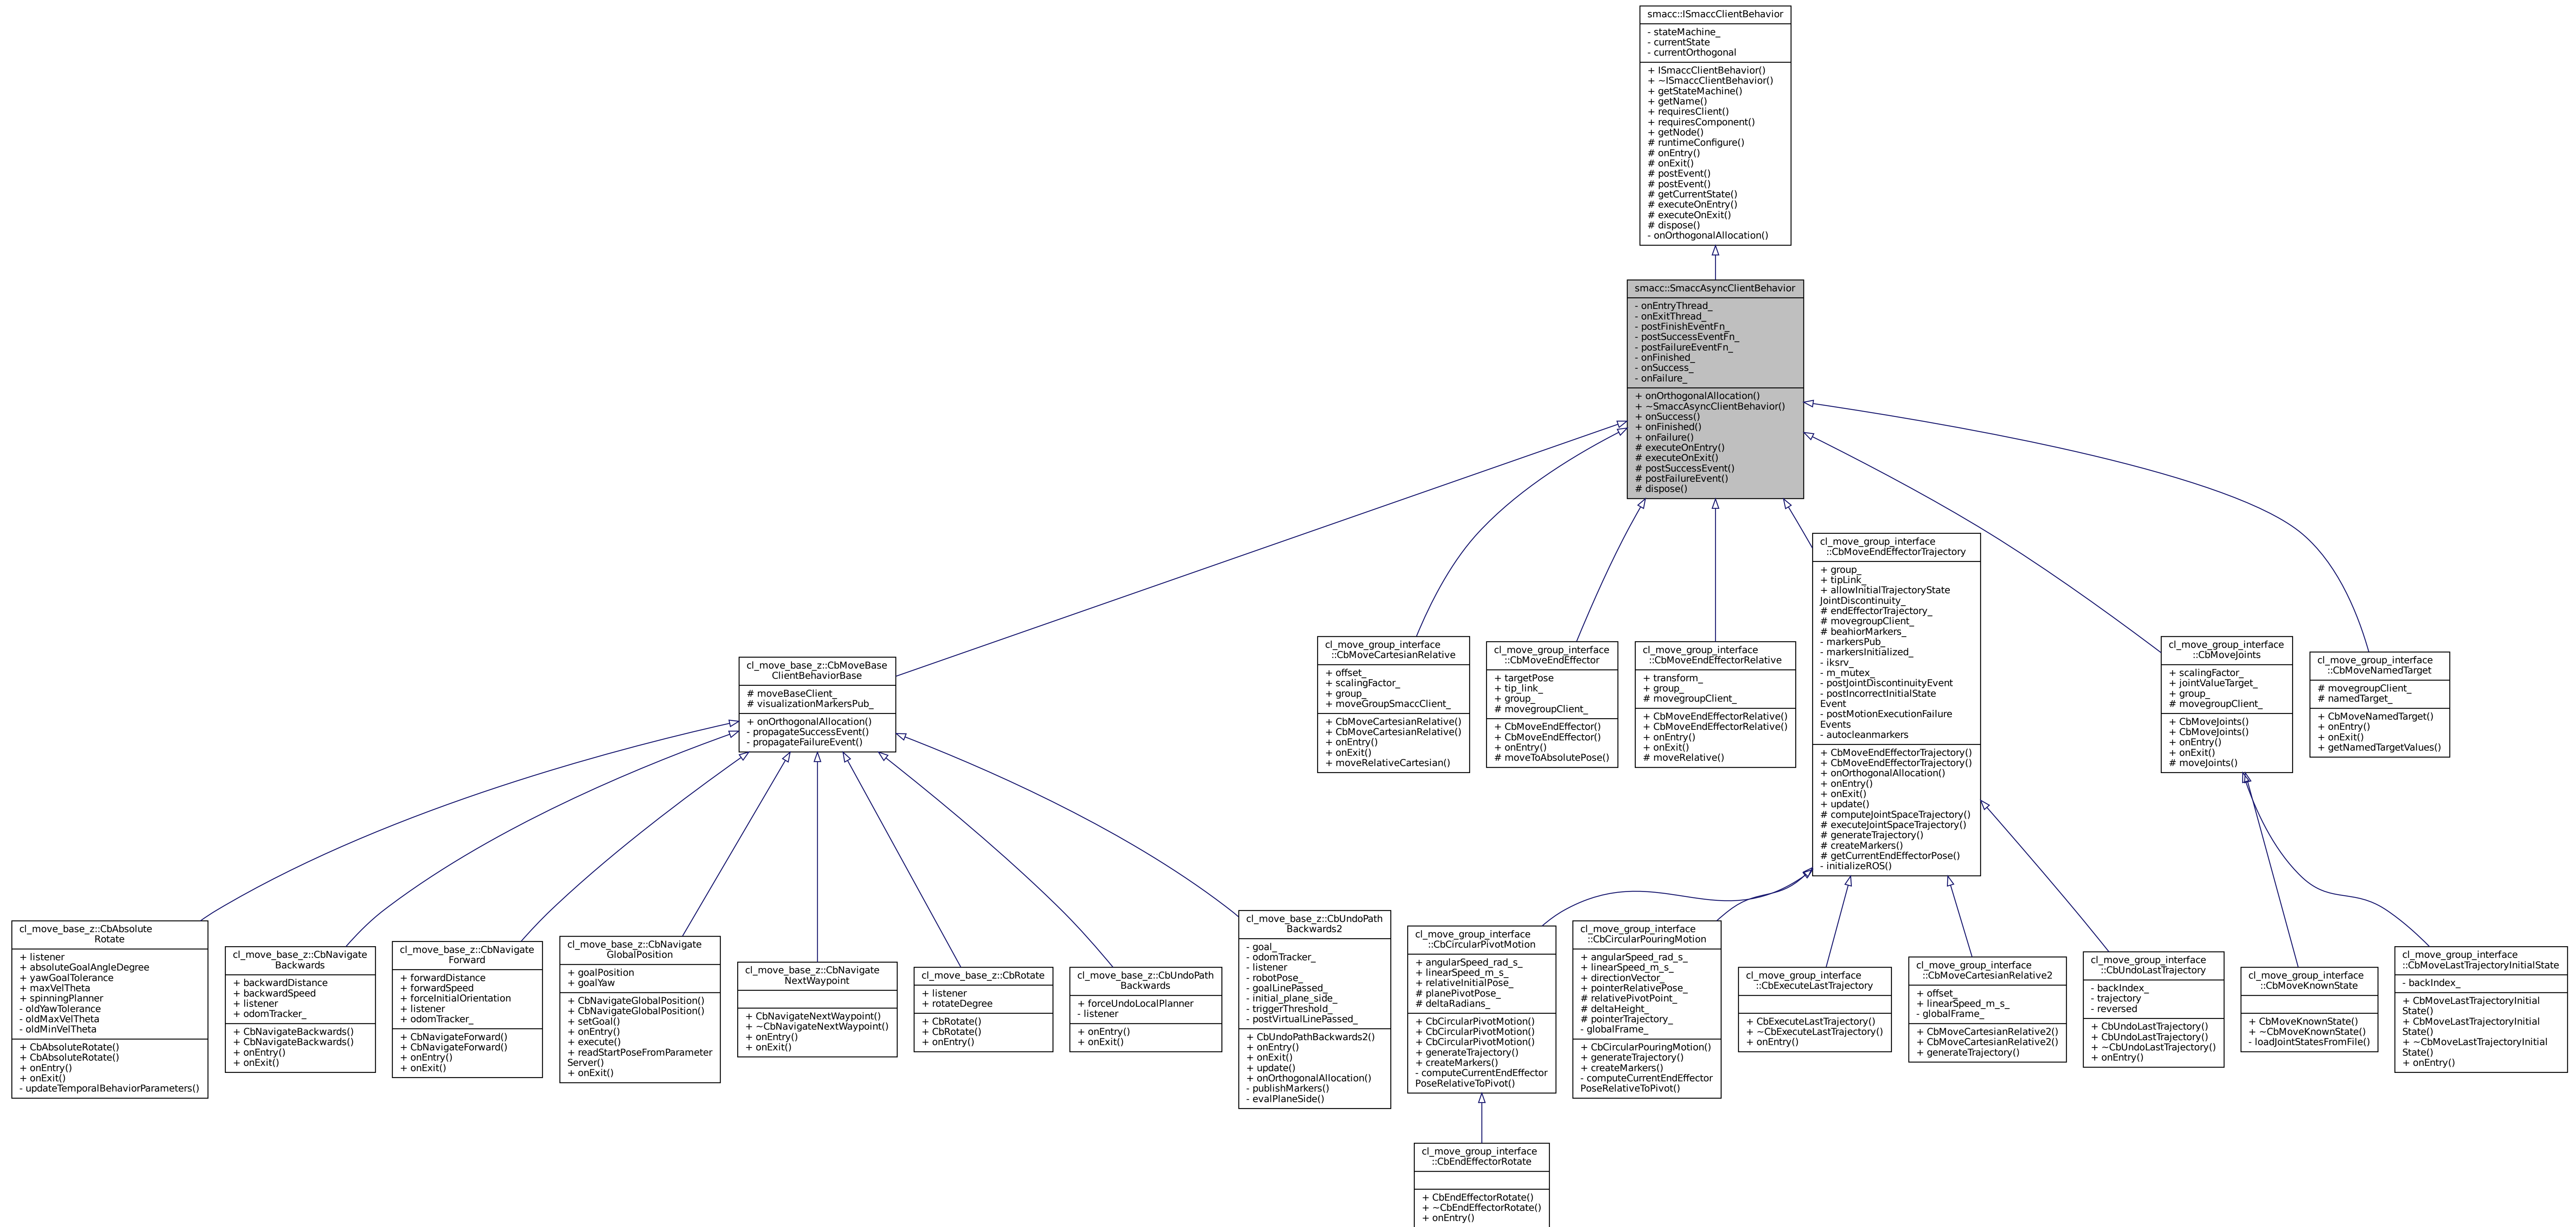 smacc::ISmaccClientBehavior
- stateMachine_
- currentState
- currentOrthogonal
+ ISmaccClientBehavior()
+ ~ISmaccClientBehavior()
+ getStateMachine()
+ getName()
+ requiresClient()
+ requiresComponent()
+ getNode()
# runtimeConfigure()
# onEntry()
# onExit()
# postEvent()
# postEvent()
# getCurrentState()
# executeOnEntry()
# executeOnExit()
# dispose()
- onOrthogonalAllocation()
smacc::SmaccAsyncClientBehavior
- onEntryThread_
- onExitThread_
- postFinishEventFn_
- postSuccessEventFn_
- postFailureEventFn_
- onFinished_
- onSuccess_
- onFailure_
+ onOrthogonalAllocation()
+ ~SmaccAsyncClientBehavior()
+ onSuccess()
+ onFinished()
+ onFailure()
# executeOnEntry()
# executeOnExit()
# postSuccessEvent()
# postFailureEvent()
# dispose()
cl_move_base_z::CbMoveBase
ClientBehaviorBase
# moveBaseClient_
# visualizationMarkersPub_
+ onOrthogonalAllocation()
- propagateSuccessEvent()
- propagateFailureEvent()
cl_move_group_interface
::CbMoveCartesianRelative
+ offset_
+ scalingFactor_
+ group_
+ moveGroupSmaccClient_
+ CbMoveCartesianRelative()
+ CbMoveCartesianRelative()
+ onEntry()
+ onExit()
+ moveRelativeCartesian()
cl_move_group_interface
::CbMoveEndEffector
+ targetPose
+ tip_link_
+ group_
# movegroupClient_
+ CbMoveEndEffector()
+ CbMoveEndEffector()
+ onEntry()
# moveToAbsolutePose()
cl_move_group_interface
::CbMoveEndEffectorRelative
+ transform_
+ group_
# movegroupClient_
+ CbMoveEndEffectorRelative()
+ CbMoveEndEffectorRelative()
+ onEntry()
+ onExit()
# moveRelative()
cl_move_group_interface
::CbMoveEndEffectorTrajectory
+ group_
+ tipLink_
+ allowInitialTrajectoryState
JointDiscontinuity_
# endEffectorTrajectory_
# movegroupClient_
# beahiorMarkers_
- markersPub_
- markersInitialized_
- iksrv_
- m_mutex_
- postJointDiscontinuityEvent
- postIncorrectInitialState
Event
- postMotionExecutionFailure
Events
- autocleanmarkers
+ CbMoveEndEffectorTrajectory()
+ CbMoveEndEffectorTrajectory()
+ onOrthogonalAllocation()
+ onEntry()
+ onExit()
+ update()
# computeJointSpaceTrajectory()
# executeJointSpaceTrajectory()
# generateTrajectory()
# createMarkers()
# getCurrentEndEffectorPose()
- initializeROS()
cl_move_group_interface
::CbMoveJoints
+ scalingFactor_
+ jointValueTarget_
+ group_
# movegroupClient_
+ CbMoveJoints()
+ CbMoveJoints()
+ onEntry()
+ onExit()
# moveJoints()
cl_move_group_interface
::CbMoveNamedTarget
# movegroupClient_
# namedTarget_
+ CbMoveNamedTarget()
+ onEntry()
+ onExit()
+ getNamedTargetValues()
cl_move_base_z::CbAbsolute
Rotate
+ listener
+ absoluteGoalAngleDegree
+ yawGoalTolerance
+ maxVelTheta
+ spinningPlanner
- oldYawTolerance
- oldMaxVelTheta
- oldMinVelTheta
+ CbAbsoluteRotate()
+ CbAbsoluteRotate()
+ onEntry()
+ onExit()
- updateTemporalBehaviorParameters()
cl_move_base_z::CbNavigate
Backwards
+ backwardDistance
+ backwardSpeed
+ listener
+ odomTracker_
+ CbNavigateBackwards()
+ CbNavigateBackwards()
+ onEntry()
+ onExit()
cl_move_base_z::CbNavigate
Forward
+ forwardDistance
+ forwardSpeed
+ forceInitialOrientation
+ listener
+ odomTracker_
+ CbNavigateForward()
+ CbNavigateForward()
+ onEntry()
+ onExit()
cl_move_base_z::CbNavigate
GlobalPosition
+ goalPosition
+ goalYaw
+ CbNavigateGlobalPosition()
+ CbNavigateGlobalPosition()
+ setGoal()
+ onEntry()
+ execute()
+ readStartPoseFromParameter
Server()
+ onExit()
cl_move_base_z::CbNavigate
NextWaypoint
+ CbNavigateNextWaypoint()
+ ~CbNavigateNextWaypoint()
+ onEntry()
+ onExit()
cl_move_base_z::CbRotate
+ listener
+ rotateDegree
+ CbRotate()
+ CbRotate()
+ onEntry()
cl_move_base_z::CbUndoPath
Backwards
+ forceUndoLocalPlanner
- listener
+ onEntry()
+ onExit()
cl_move_base_z::CbUndoPath
Backwards2
- goal_
- odomTracker_
- listener
- robotPose_
- goalLinePassed_
- initial_plane_side_
- triggerThreshold_
- postVirtualLinePassed_
+ CbUndoPathBackwards2()
+ onEntry()
+ onExit()
+ update()
+ onOrthogonalAllocation()
- publishMarkers()
- evalPlaneSide()
cl_move_group_interface
::CbCircularPivotMotion
+ angularSpeed_rad_s_
+ linearSpeed_m_s_
+ relativeInitialPose_
# planePivotPose_
# deltaRadians_
+ CbCircularPivotMotion()
+ CbCircularPivotMotion()
+ CbCircularPivotMotion()
+ generateTrajectory()
+ createMarkers()
- computeCurrentEndEffector
PoseRelativeToPivot()
cl_move_group_interface
::CbCircularPouringMotion
+ angularSpeed_rad_s_
+ linearSpeed_m_s_
+ directionVector_
+ pointerRelativePose_
# relativePivotPoint_
# deltaHeight_
# pointerTrajectory_
- globalFrame_
+ CbCircularPouringMotion()
+ generateTrajectory()
+ createMarkers()
- computeCurrentEndEffector
PoseRelativeToPivot()
cl_move_group_interface
::CbExecuteLastTrajectory
+ CbExecuteLastTrajectory()
+ ~CbExecuteLastTrajectory()
+ onEntry()
cl_move_group_interface
::CbMoveCartesianRelative2
+ offset_
+ linearSpeed_m_s_
- globalFrame_
+ CbMoveCartesianRelative2()
+ CbMoveCartesianRelative2()
+ generateTrajectory()
cl_move_group_interface
::CbUndoLastTrajectory
- backIndex_
- trajectory
- reversed
+ CbUndoLastTrajectory()
+ CbUndoLastTrajectory()
+ ~CbUndoLastTrajectory()
+ onEntry()
cl_move_group_interface
::CbMoveKnownState
+ CbMoveKnownState()
+ ~CbMoveKnownState()
- loadJointStatesFromFile()
cl_move_group_interface
::CbMoveLastTrajectoryInitialState
- backIndex_
+ CbMoveLastTrajectoryInitial
State()
+ CbMoveLastTrajectoryInitial
State()
+ ~CbMoveLastTrajectoryInitial
State()
+ onEntry()
cl_move_group_interface
::CbEndEffectorRotate
+ CbEndEffectorRotate()
+ ~CbEndEffectorRotate()
+ onEntry()